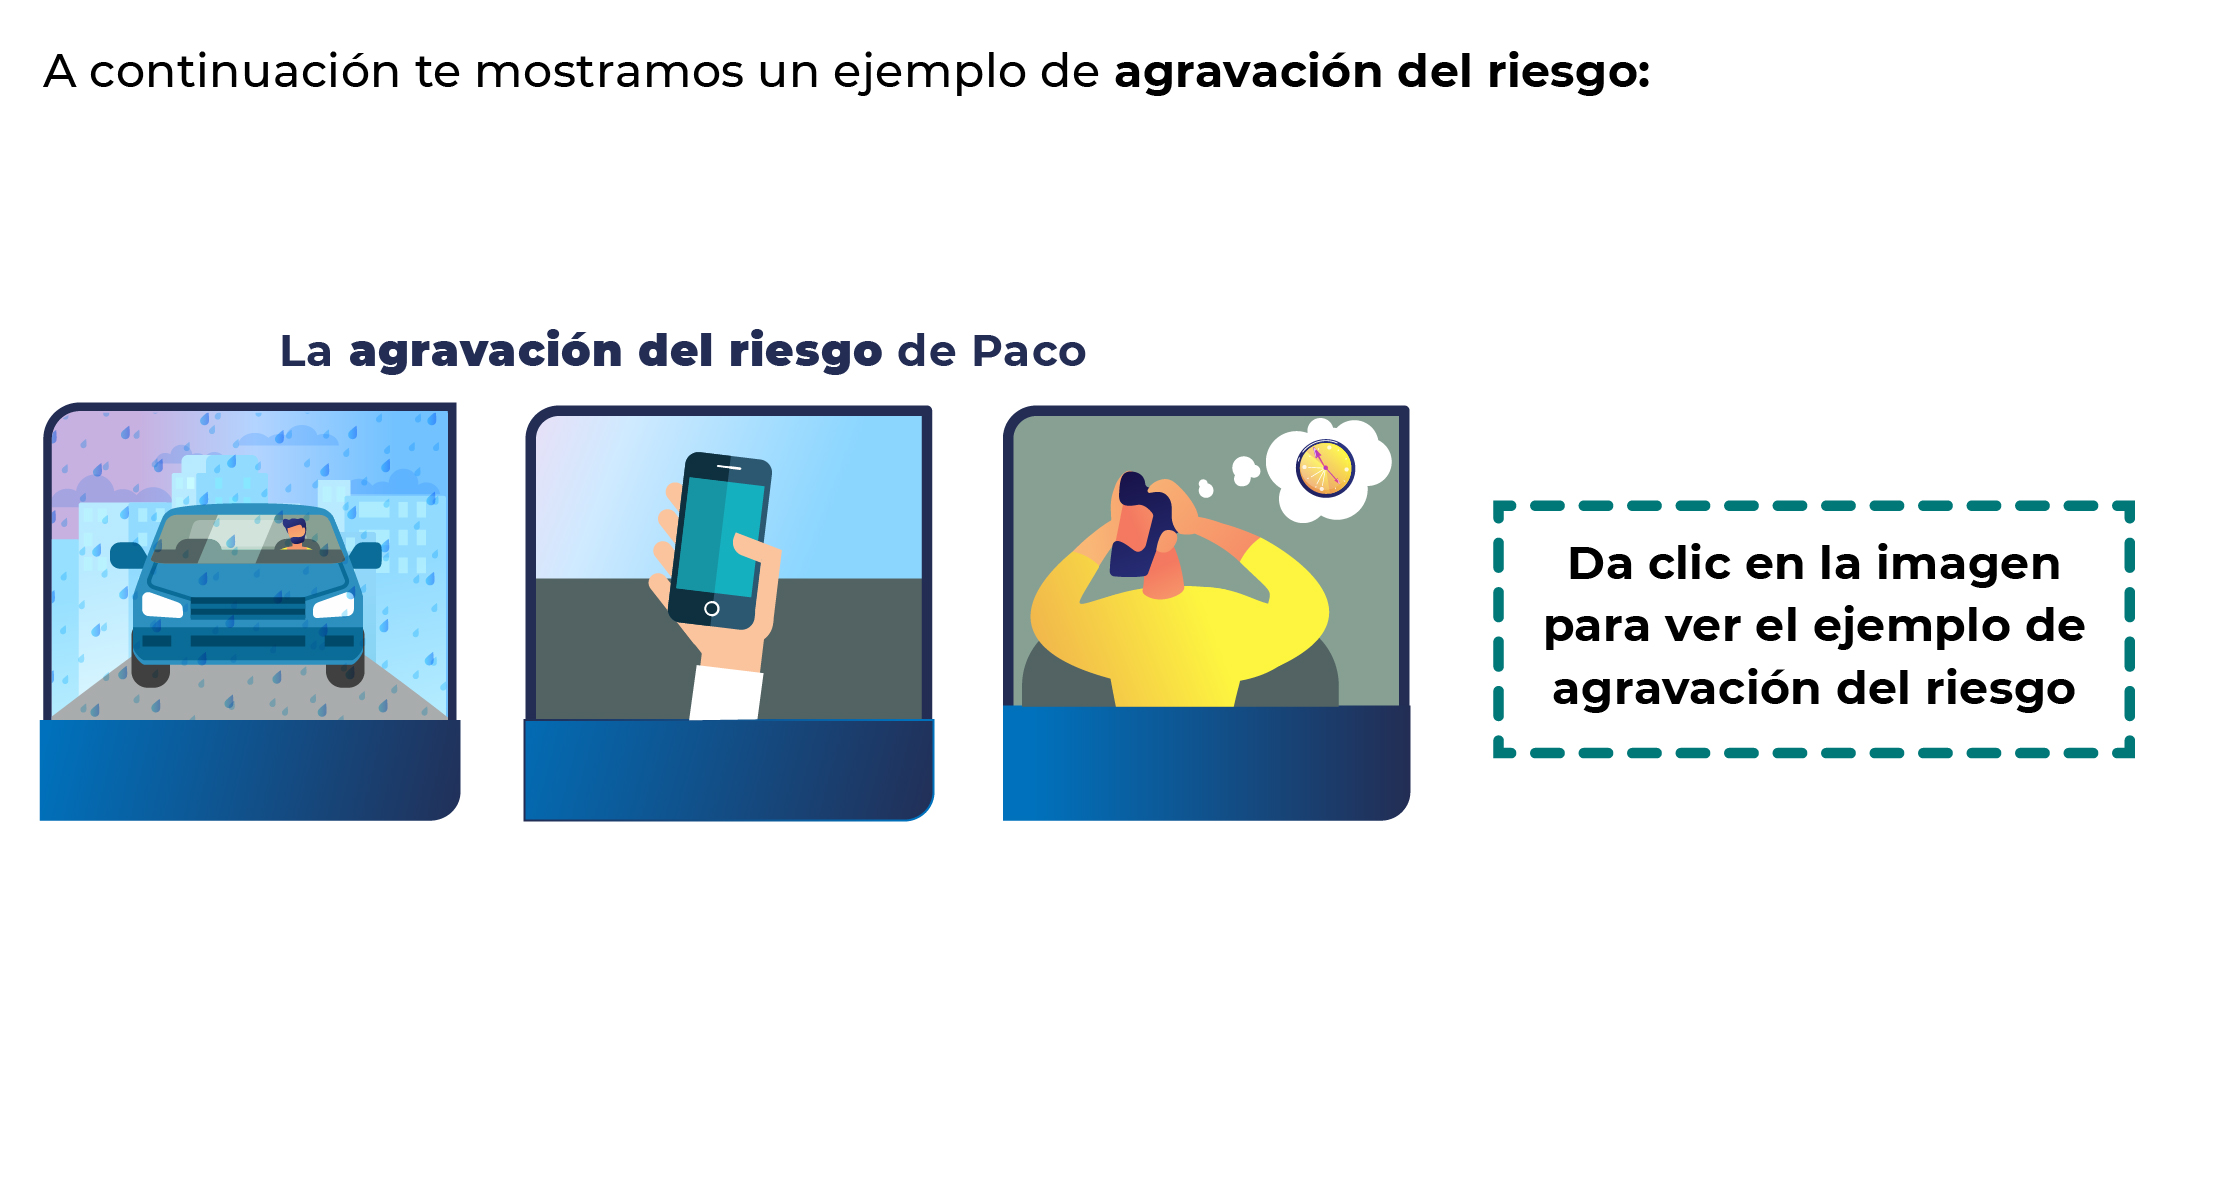 A continuación te mostramos un ejemplo de agravación del riesgo:
La agravación del riesgo de Paco
Da clic en la imagen
para ver el ejemplo de
agravación del riesgo